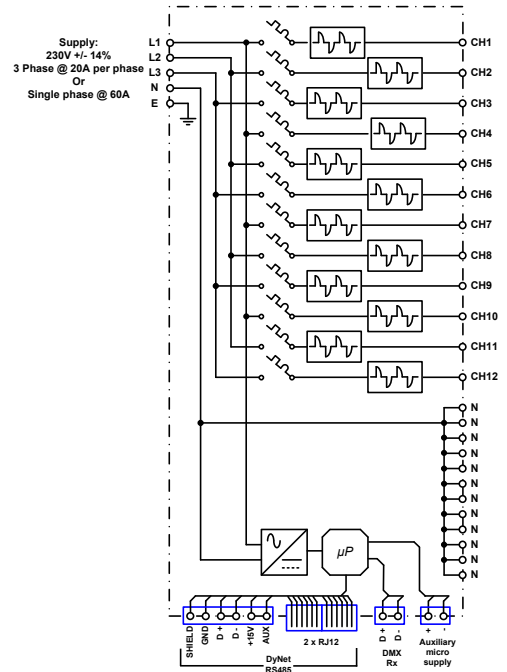 Supply:
230V +/- 14%
3 Phase @ 20A per phase
Or
Single phase @ 60A
L1
L2
L3
N
E
CH1
CH2
CH3
CH4
CH5
CH6
CH7
CH8
CH9
CH10
CH11
CH12
N
N
N
N
N
N
N
N
N
N
N
N
µP
SHIELD
GND
D +
D -
+15V
AUX
2 x RJ12
D +
D -
+
-
DyNet
RS485
DMX
Rx
Auxiliary
micro
supply